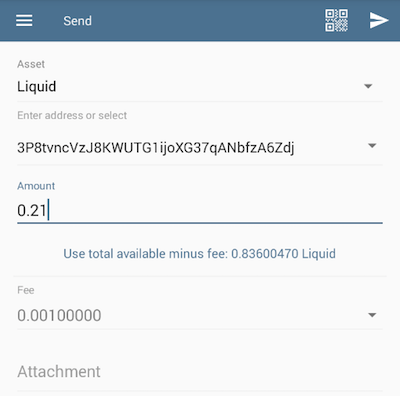 Send
Asset
Liquid
Enter address or select
3P8tvncVzJ8KWUTG1ijoXG37qANbfzA6Zdj
Amount
0.21
Use total available minus fee: 0.83600470 Liquid
Fee
0.00100000
Attachment